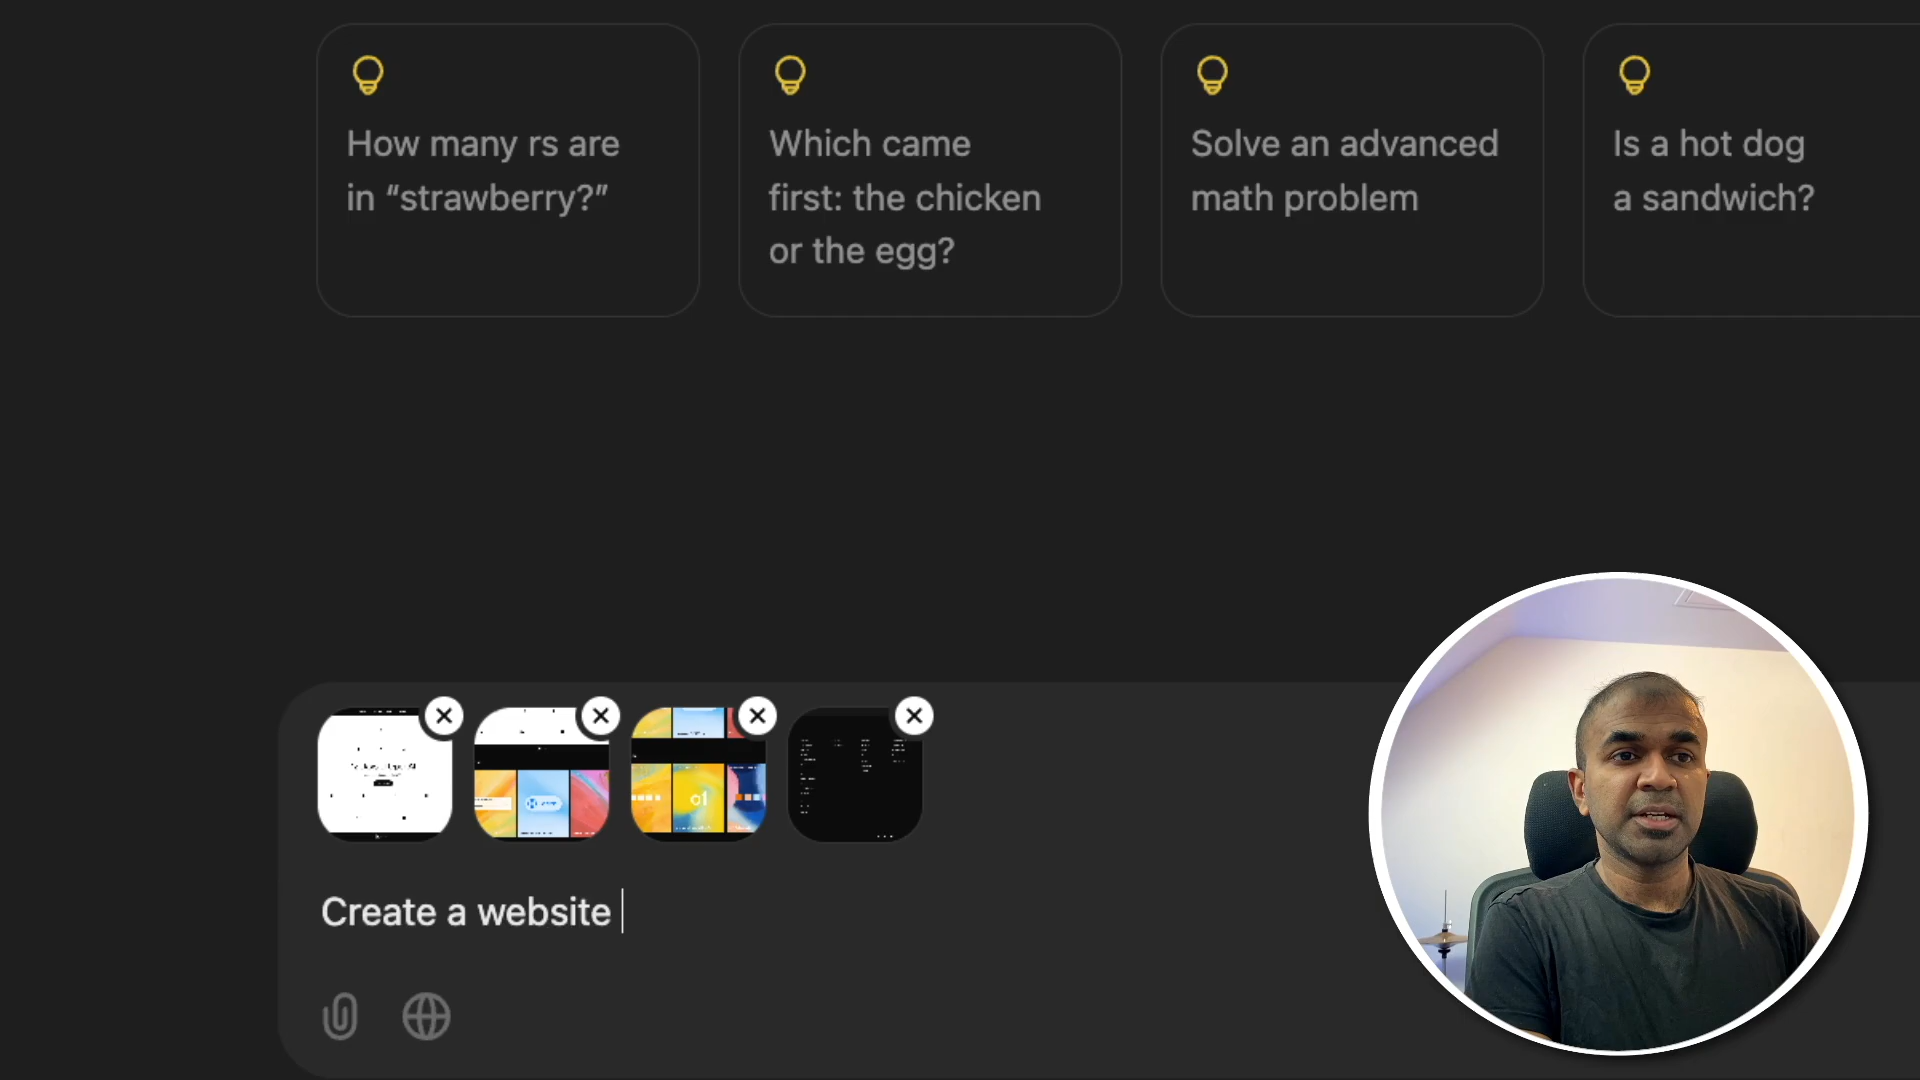 How many rs are
in “strawberry?”
Which came
first: the chicken
or the egg?
Solve an advanced
math problem
Is a hot dog
a sandwich?
o1
Create a website